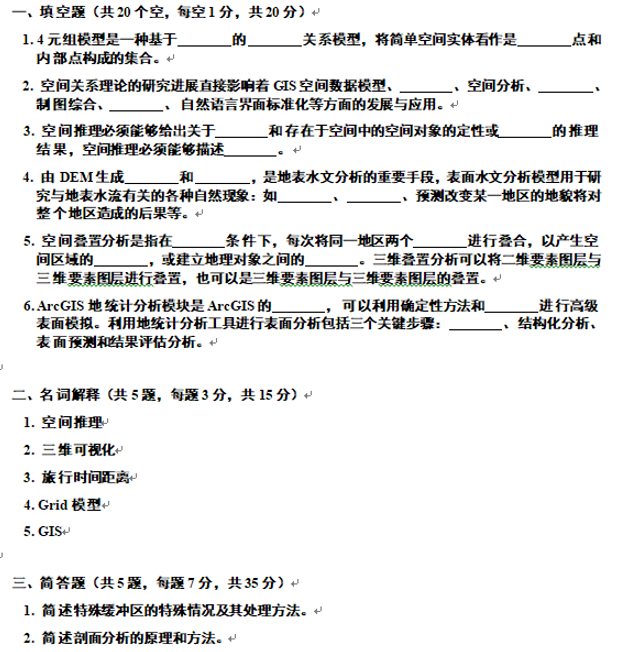 一、填空题（共 20 个空，每空 1 分，共 20 分）
1. 4 元组模型是一种基于________的________关系模型，将简单空间实体看作是________点和
内部点构成的集合。
2. 空间关系理论的研究进展直接影响着 GIS 空间数据模型、________、空间分析、________、
制图综合、________、自然语言界面标准化等方面的发展与应用。
3. 空间推理必须能够给出关于________和存在于空间中的空间对象的定性或________的推理
结果，空间推理必须能够描述________。
4. 由 DEM 生成________和________，是地表水文分析的重要手段，表面水文分析模型用于研
究与地表水流有关的各种自然现象：如________、________、预测改变某一地区的地貌将对
整个地区造成的后果等。
5. 空间叠置分析是指在________条件下，每次将同一地区两个________进行叠合，以产生空
间区域的________，或建立地理对象之间的________。三维叠置分析可以将二维要素图层与
三维要素图层进行叠置，也可以是三维要素图层与三维要素图层的叠置。
6. ArcGIS 地统计分析模块是 ArcGIS 的________，可以利用确定性方法和________进行高级
表面模拟。利用地统计分析工具进行表面分析包括三个关键步骤：________、结构化分析、
表面预测和结果评估分析。
二、名词解释（共 5 题，每题 3 分，共 15 分）
1. 空间推理
2. 三维可视化
3. 旅行时间距离
4. Grid 模型
5. GIS
三、简答题（共 5 题，每题 7 分，共 35 分）
1. 简述特殊缓冲区的特殊情况及其处理方法。
2. 简述剖面分析的原理和方法。